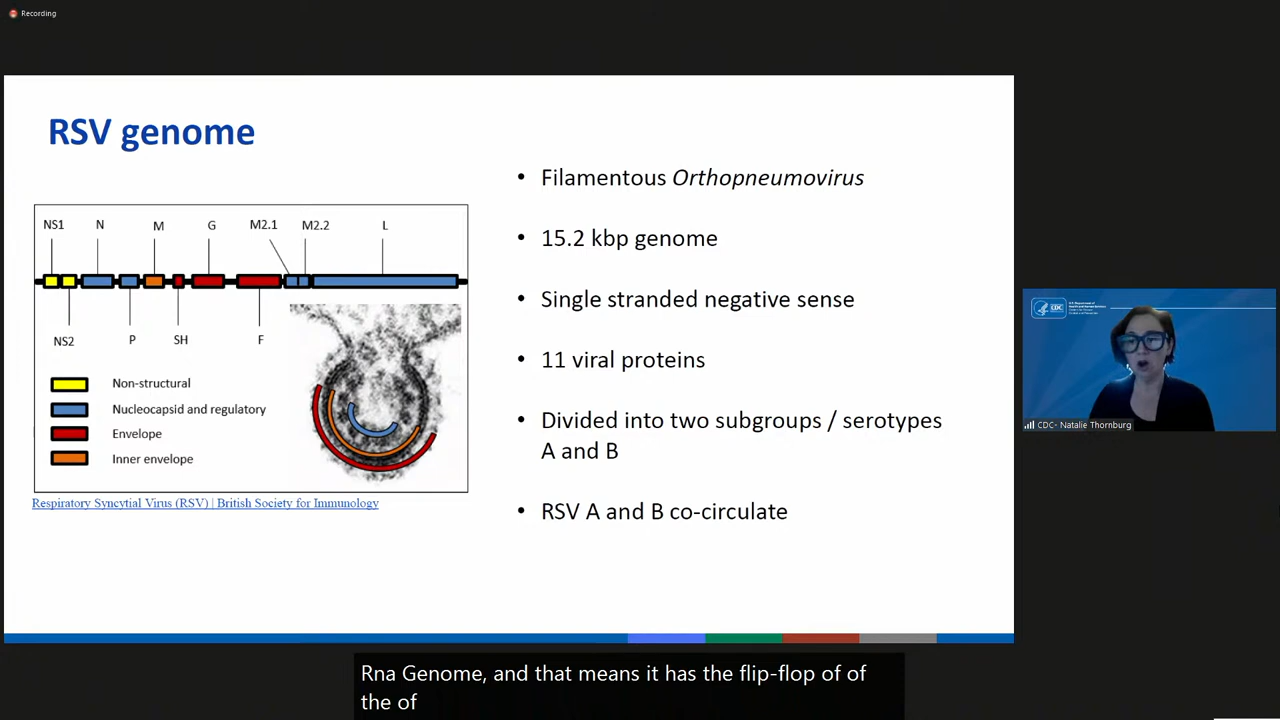 Recording
RSV genome
NS1 N M G M2.1 M2.2 L
NS2 P SH F
Non-structural
Nucleocapsid and regulatory
Envelope
Inner envelope
Respiratory Syncytial Virus (RSV) | British Society for Immunology
• Filamentous Orthopneumovirus
• 15.2 kbp genome
• Single stranded negative sense
• 11 viral proteins
• Divided into two subgroups / serotypes
A and B
• RSV A and B co-circulate
CDC
CDC- Natalie Thornburg
Rna Genome, and that means it has the flip-flop of of
the of